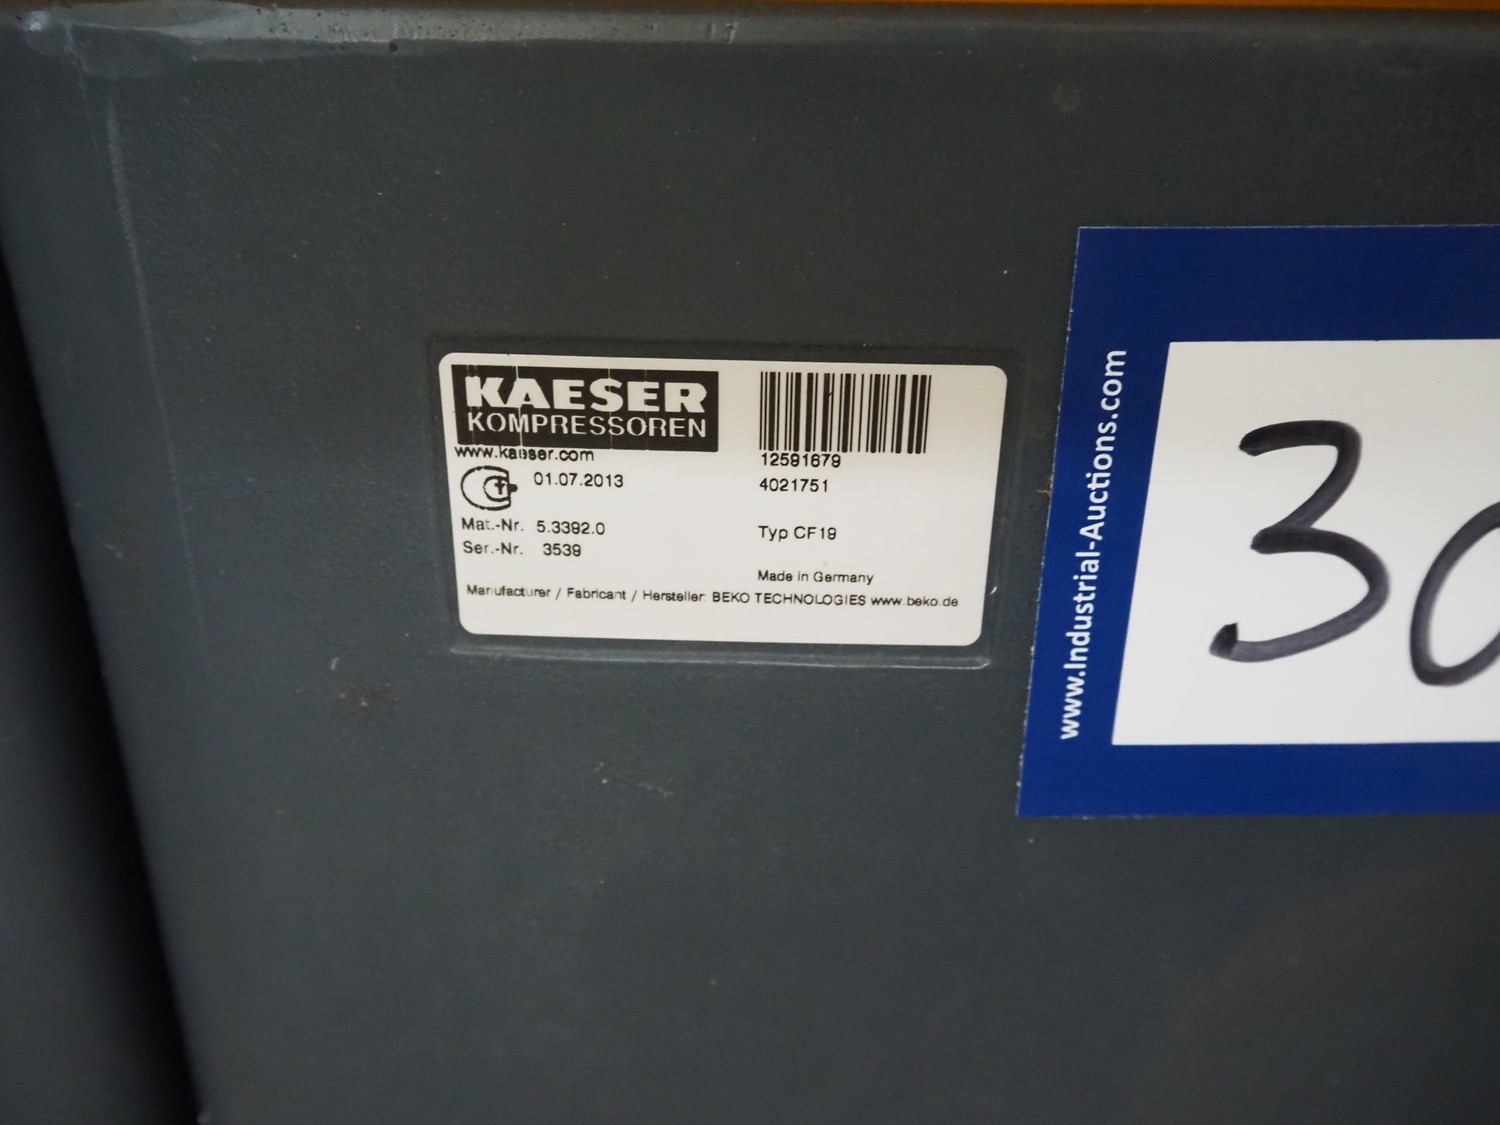 KAESER
KOMPRESSOREN
www.kaeser.com
01.07.2013
Mat.-Nr. 5.3392.0
Ser.-Nr. 3539
12591679
4021751
Typ CF19
Made in Germany
Manufacturer / Fabricant / Hersteller: BEKO TECHNOLOGIES www.beko.de
www.Industrial-Auctions.com